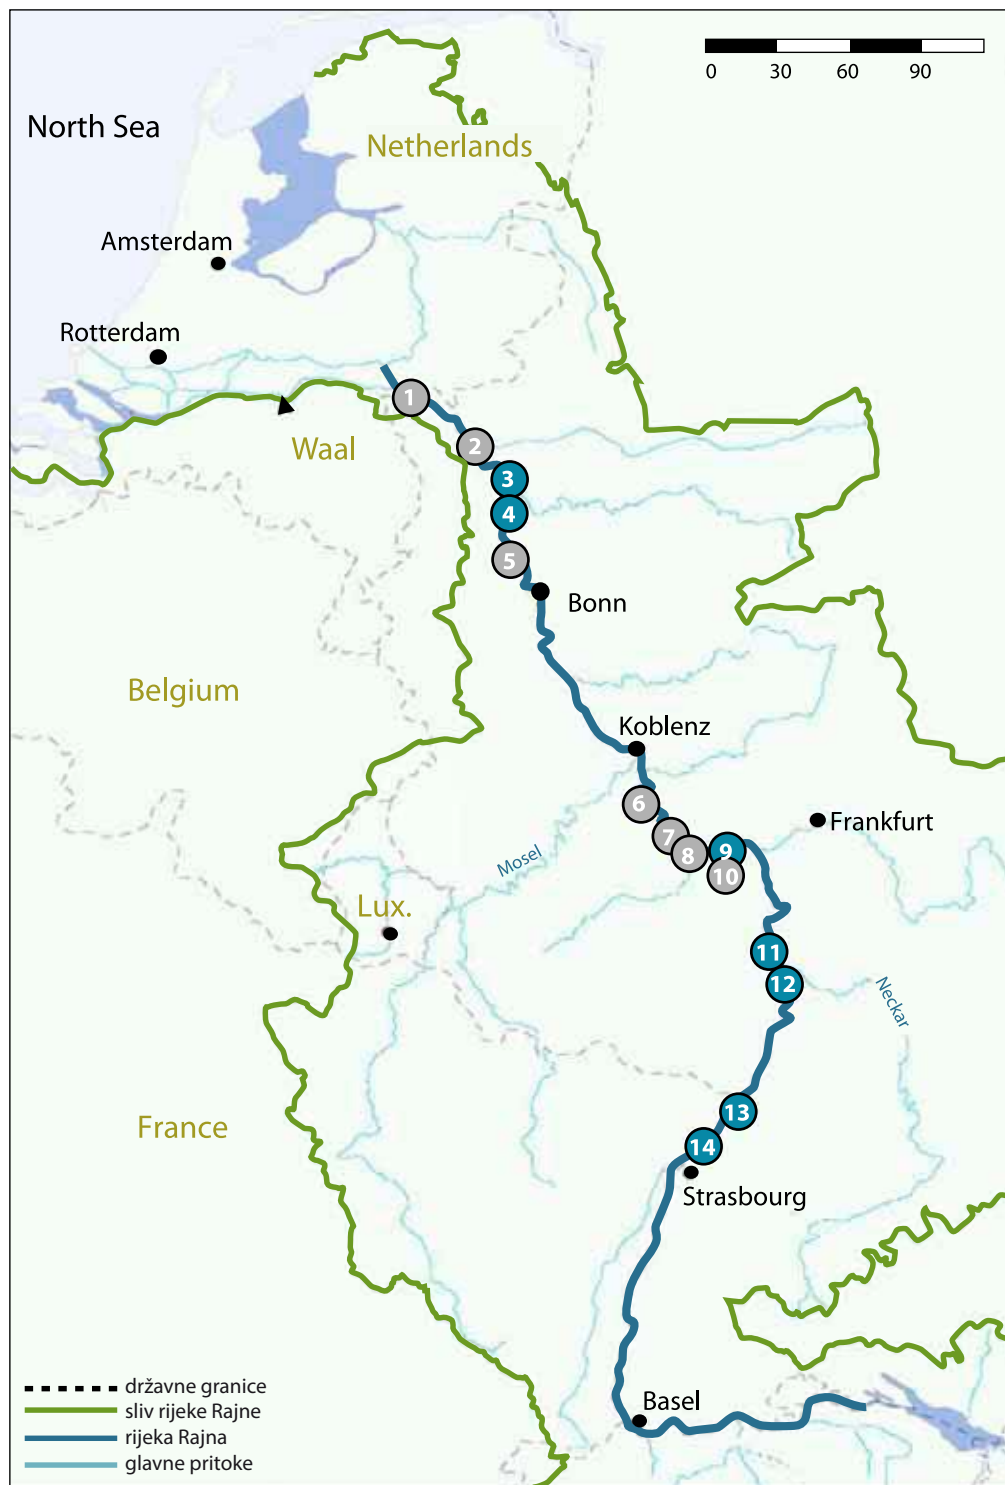 0 30 60 90
North Sea
Netherlands
Amsterdam
Rotterdam
1
Waal
2
3
4
5
Bonn
Belgium
Koblenz
6
Frankfurt
7
8
9
Mosel
10
Lux.
11
12
Neckar
13
France
14
Strasbourg
Basel
državne granice
sliv rijeke Rajne
rijeka Rajna
glavne pritoke